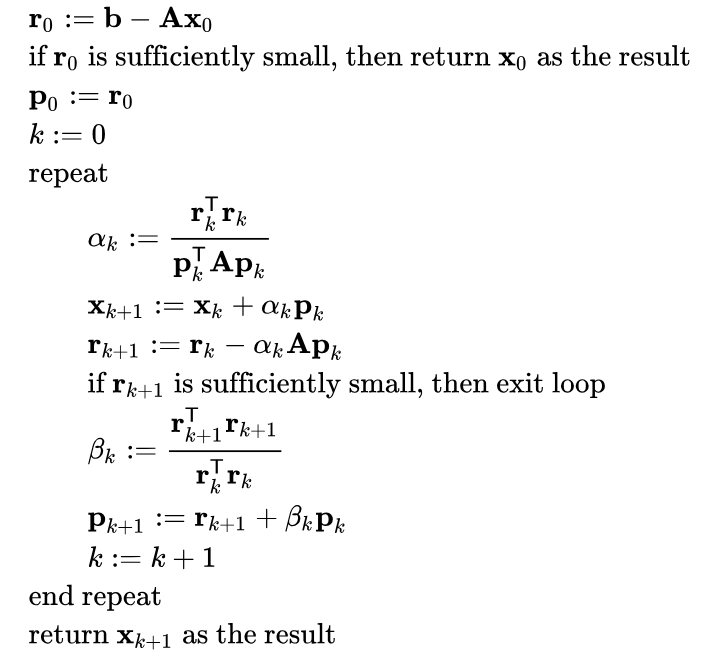 r₀ := b − Ax₀
if r₀ is sufficiently small, then return x₀ as the result
p₀ := r₀
k := 0
repeat
αₖ := rₖᵀrₖ / pₖᵀApₖ
xₖ₊₁ := xₖ + αₖpₖ
rₖ₊₁ := rₖ − αₖApₖ
if rₖ₊₁ is sufficiently small, then exit loop
βₖ := rₖ₊₁ᵀrₖ₊₁ / rₖᵀrₖ
pₖ₊₁ := rₖ₊₁ + βₖpₖ
k := k + 1
end repeat
return xₖ₊₁ as the result